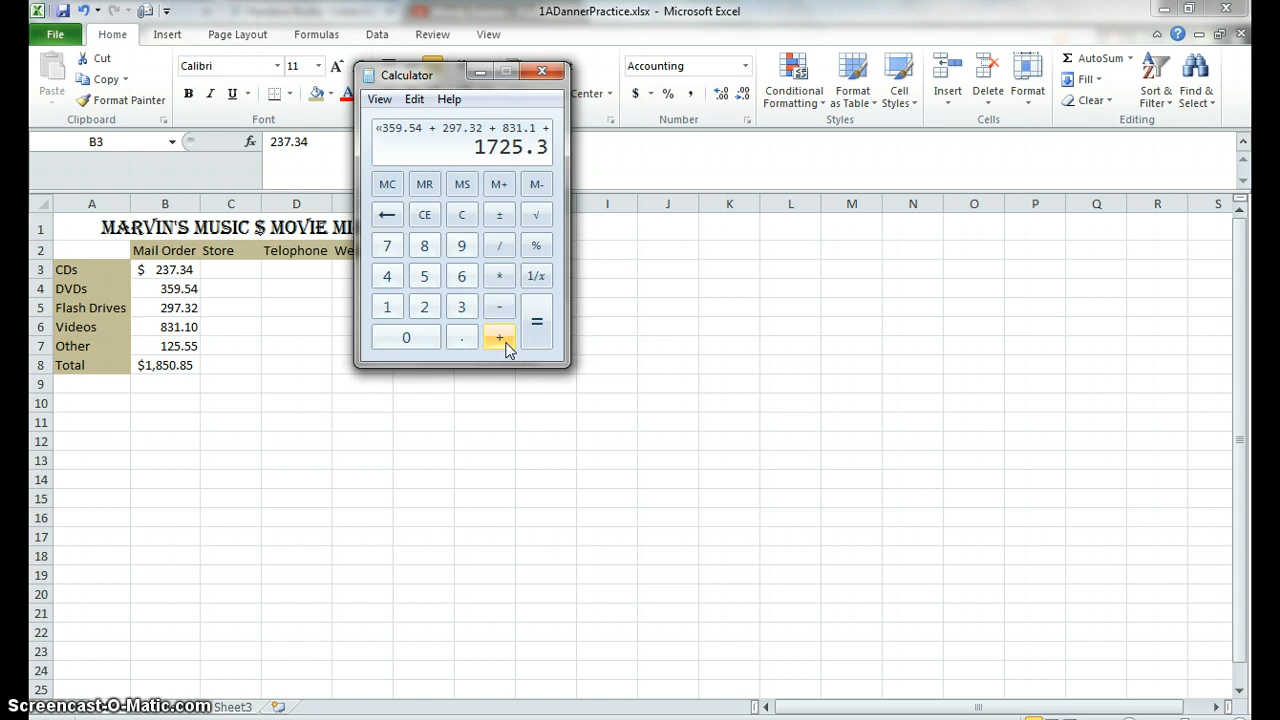 1ADannerPractice.xlsx - Microsoft Excel
File Home Insert Page Layout Formulas Data Review View
Paste
Cut
Copy
Format Painter
Clipboard
Calibri 11 A
B I U A
Font
Center
Accounting
$ % ,
Number
Conditional Formatting
Format as Table
Cell Styles
Styles
Insert
Delete
Format
Cells
Σ AutoSum
Fill
Clear
Sort & Filter
Find & Select
Editing
B3 fx 237.34
Calculator
View Edit Help
«359.54 + 297.32 + 831.1 +
1725.3
MC MR MS M+ M-
← CE C ± √
7 8 9 / %
4 5 6 * 1/x
1 2 3 - =
0 . +
A B C D I J K L M N O P Q R S
1 MARVIN'S MUSIC $ MOVIE
2 Mail Order Store Telephone We
3 CDs $ 237.34
4 DVDs 359.54
5 Flash Drives 297.32
6 Videos 831.10
7 Other 125.55
8 Total $1,850.85
9
10
11
12
13
14
15
16
17
18
19
20
21
22
23
24
25
Screencast-O-Matic.com Sheet3